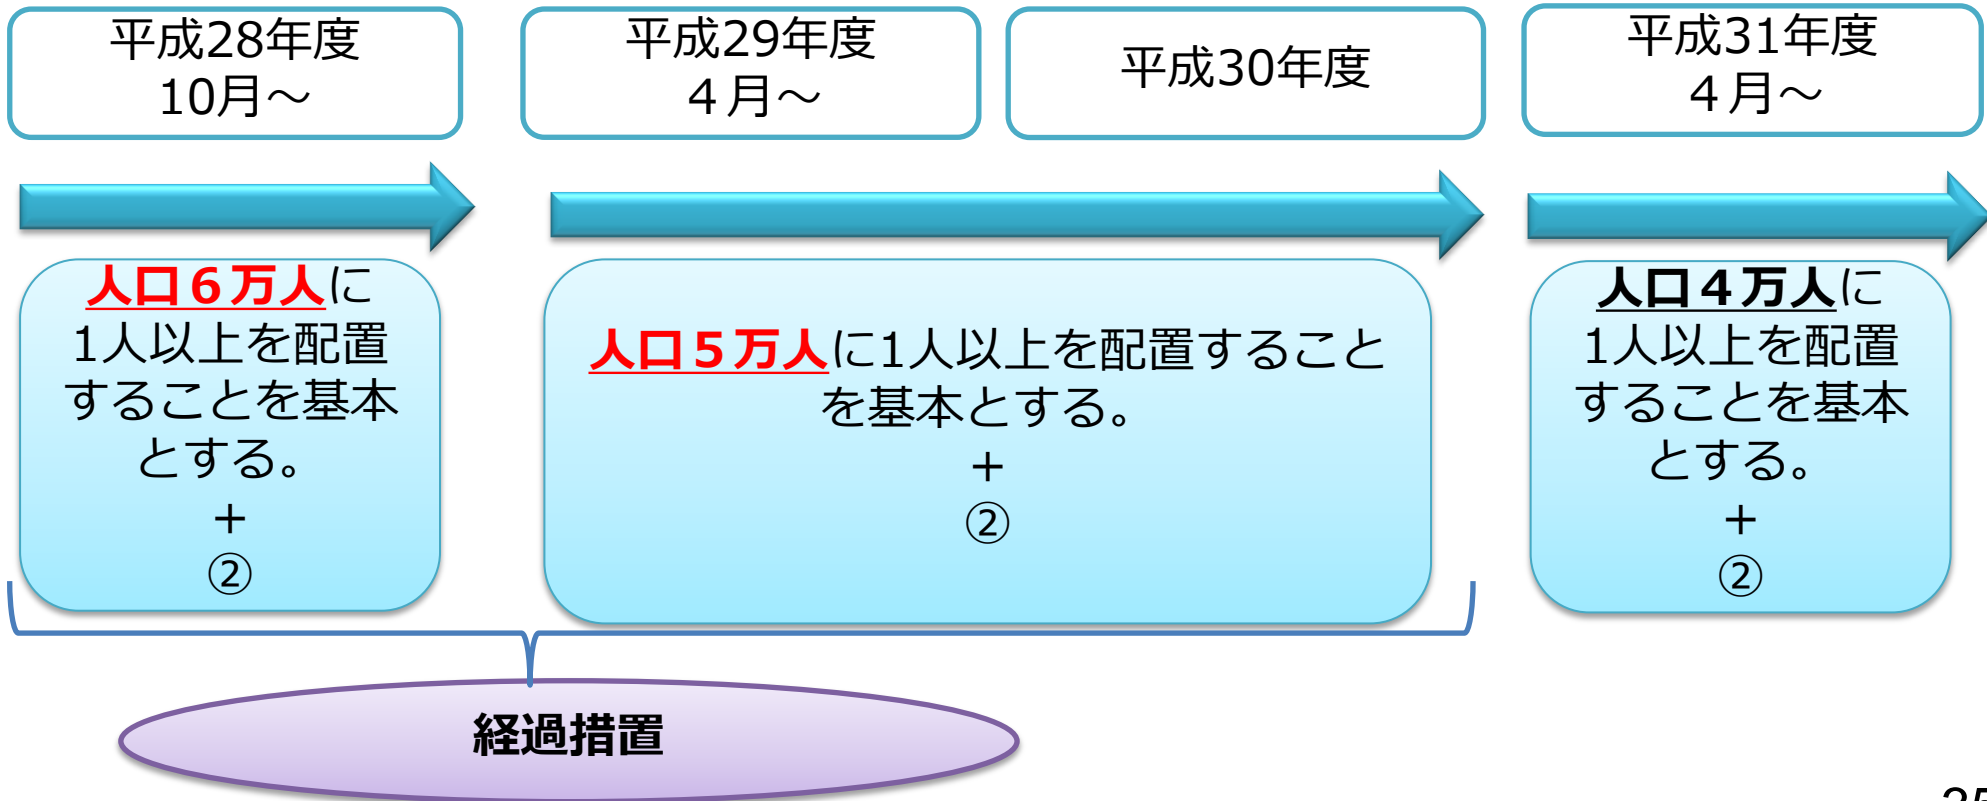 平成28年度
10月～
平成29年度
４月～
平成30年度
平成31年度
４月～
人口６万人に
1人以上を配置
することを基本
とする。
＋
②
人口５万人に1人以上を配置すること
を基本とする。
＋
②
人口４万人に
1人以上を配置
することを基本
とする。
＋
②
経過措置